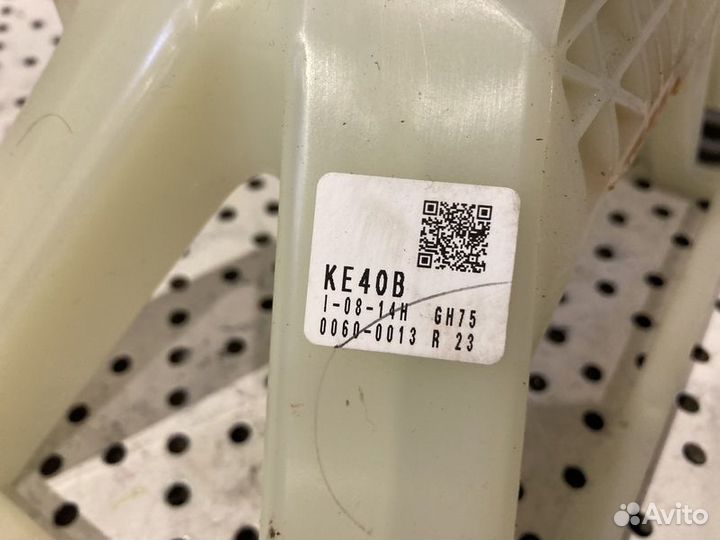 KE40B
I-08-14H GH75
0060-0013 R 23
Avito